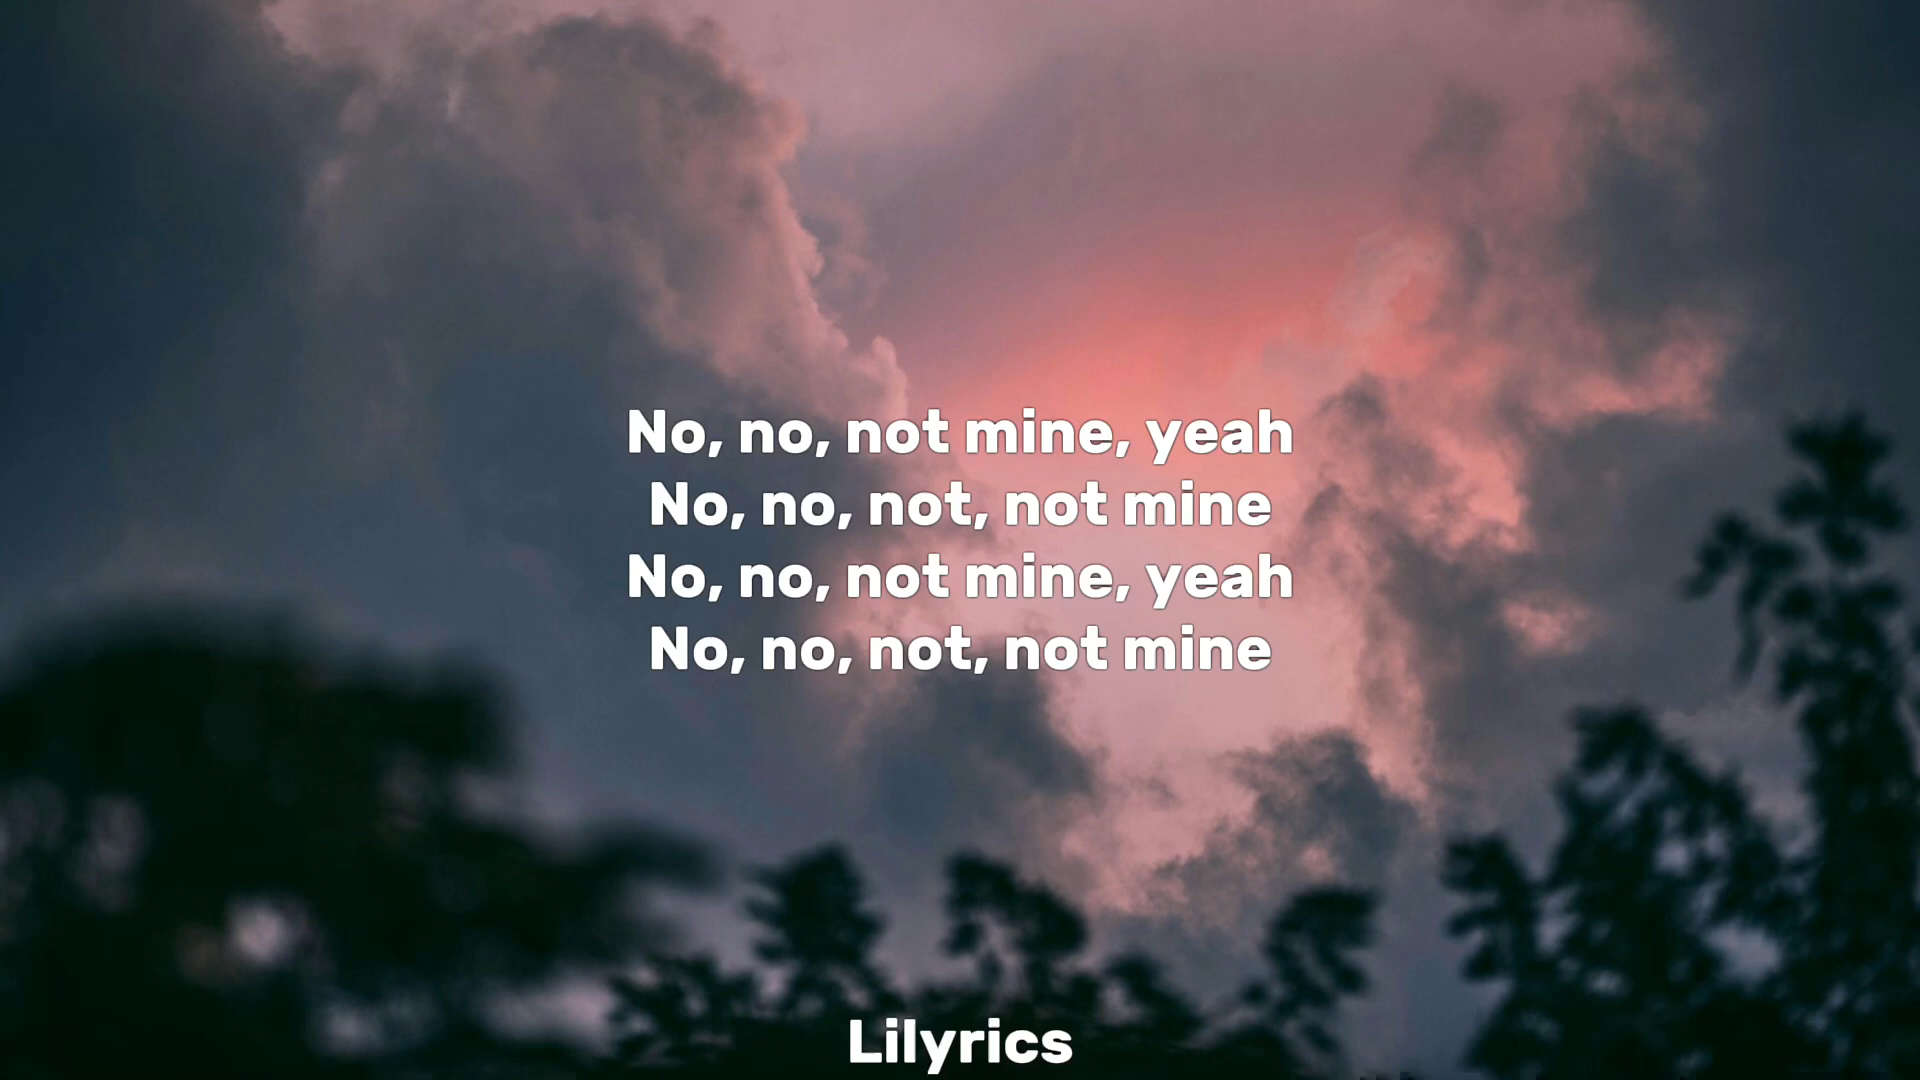 No, no, not mine, yeah
No, no, not, not mine
No, no, not mine, yeah
No, no, not, not mine
Lilyrics